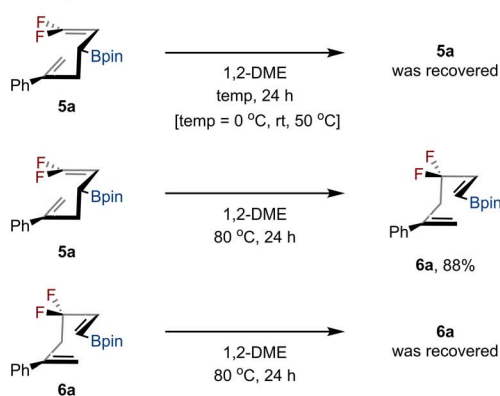 F
F
Bpin
Ph
5a
1,2-DME
temp, 24 h
[temp = 0 °C, rt, 50 °C]
5a
was recovered
F
F
Bpin
Ph
5a
1,2-DME
80 °C, 24 h
F
F
Bpin
Ph
6a, 88%
F
F
Bpin
Ph
6a
1,2-DME
80 °C, 24 h
6a
was recovered